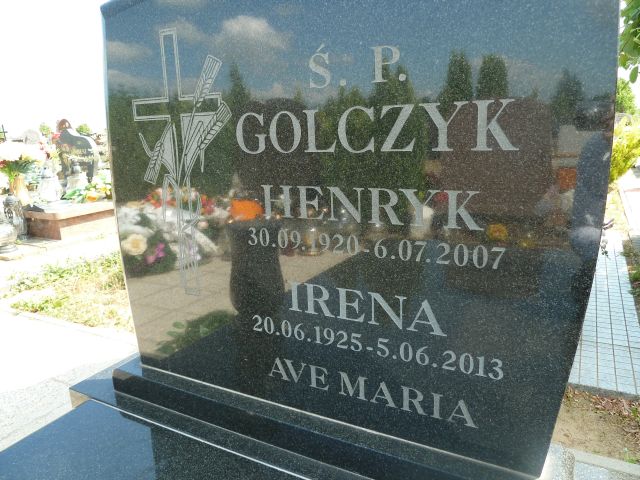 Ś. P.
GOLCZYK
HENRYK
30.09.1920-6.07.2007
IRENA
20.06.1925-5.06.2013
AVE MARIA